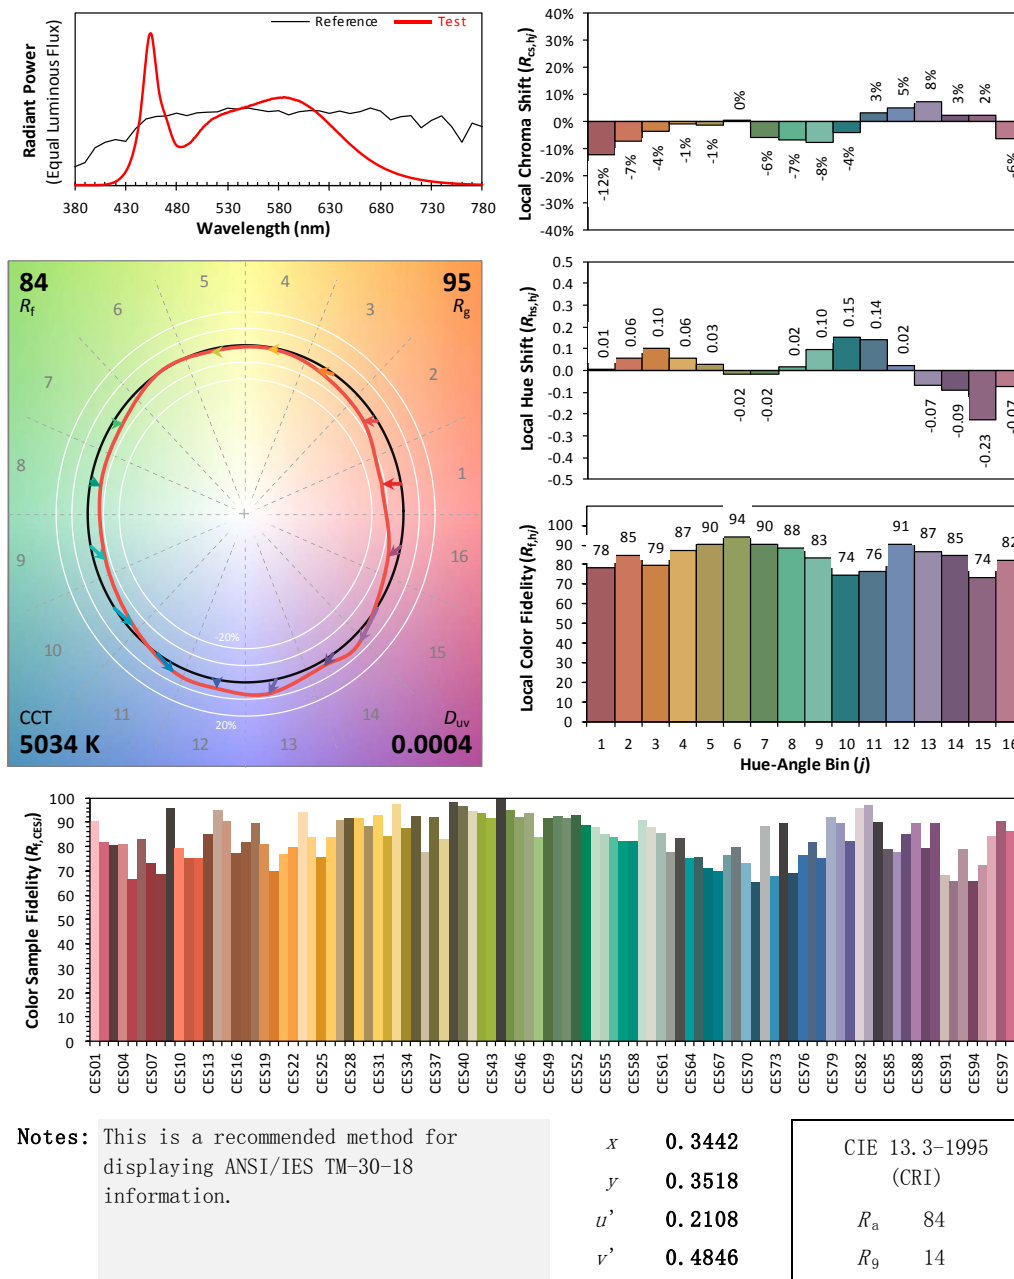 Reference
Test
Radiant Power
(Equal Luminous Flux)
380 430 480 530 580 630 680 730 780
Wavelength (nm)
Local Chroma Shift (Rcs,hj)
40%
30%
20%
10%
0%
-10%
-20%
-30%
-40%
-12% -7% -4% -1% -1% 0% -6% -7% -8% -4% 3% 5% 8% 3% 2% -6%
84
Rf
95
Rg
1 2 3 4 5 6 7 8 9 10 11 12 13 14 15 16
-20%
20%
CCT
5034 K
Duv
0.0004
Local Hue Shift (Rhs,hj)
0.5
0.4
0.3
0.2
0.1
0.0
-0.1
-0.2
-0.3
-0.4
-0.5
0.01 0.06 0.10 0.06 0.03 -0.02 -0.02 0.02 0.10 0.15 0.14 0.02 -0.07 -0.09 -0.23 -0.07
Local Color Fidelity (Rf,hj)
100
90
80
70
60
50
40
30
20
10
0
78 85 79 87 90 94 90 88 83 74 76 91 87 85 74 82
1 2 3 4 5 6 7 8 9 10 11 12 13 14 15 16
Hue-Angle Bin (j)
Color Sample Fidelity (Rf,CESi)
100
90
80
70
60
50
40
30
20
10
0
CES01 CES04 CES07 CES10 CES13 CES16 CES19 CES22 CES25 CES28 CES31 CES34 CES37 CES40 CES43 CES46 CES49 CES52 CES55 CES58 CES61 CES64 CES67 CES70 CES73 CES76 CES79 CES82 CES85 CES88 CES91 CES94 CES97
Notes: This is a recommended method for
displaying ANSI/IES TM-30-18
information.
x 0.3442
y 0.3518
u' 0.2108
v' 0.4846
CIE 13.3-1995
(CRI)
Ra 84
R9 14